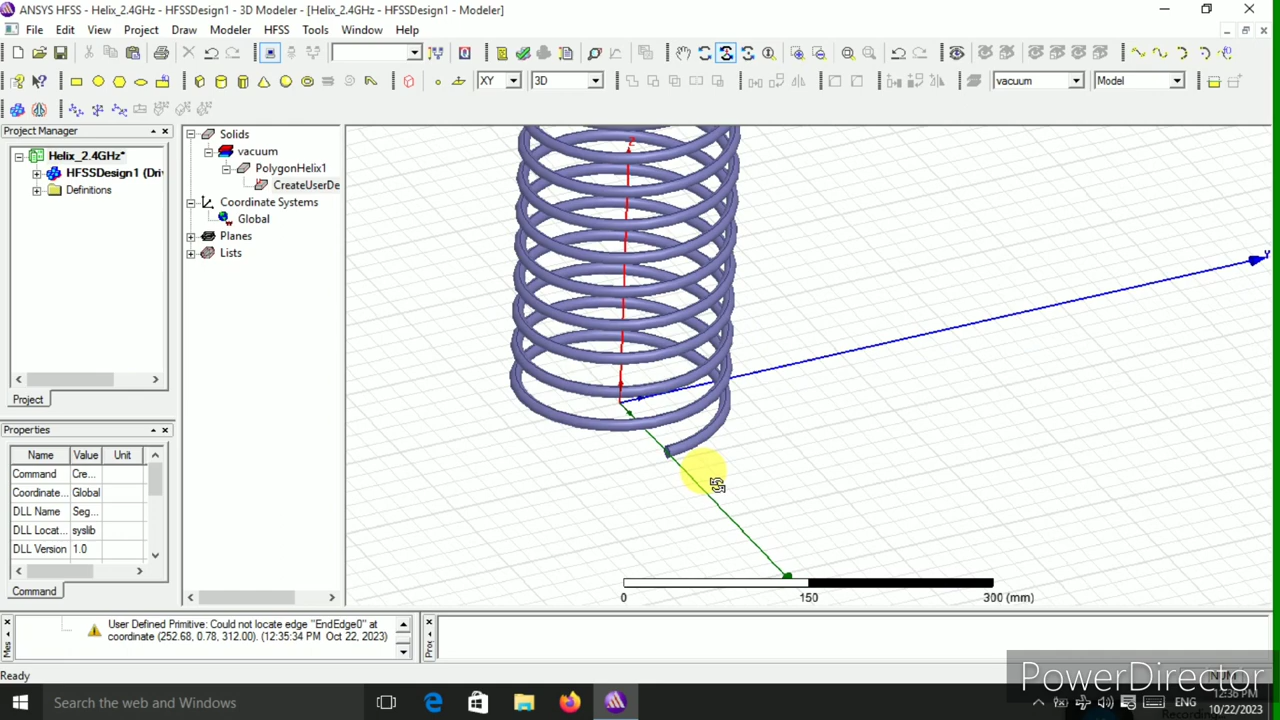 ANSYS HFSS - Helix_2.4GHz - HFSSDesign1 - 3D Modeler - [Helix_2.4GHz - HFSSDesign1 - Modeler]
File Edit View Project Draw Modeler HFSS Tools Window Help
XY 3D vacuum Model
Project Manager
Helix_2.4GHz*
HFSSDesign1 (Driv
Definitions
Project
Solids
vacuum
PolygonHelix1
CreateUserDe
Coordinate Systems
Global
Planes
Lists
Properties
Name Value Unit
Command Cre...
Coordinate... Global
DLL Name Seg...
DLL Locat... syslib
DLL Version 1.0
Command
Z
Y
0 150 300 (mm)
User Defined Primitive: Could not locate edge "EndEdge0" at
coordinate (252.68, 0.78, 312.00). (12:35:34 PM Oct 22, 2023)
Ready
PowerDirector
Search the web and Windows
ENG
12:36 PM
10/22/2023